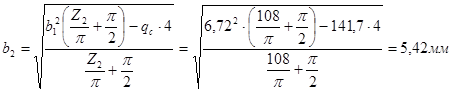 b₂ = √((b₁²(Z₂/π + π/2) − q_c·4)/(Z₂/π + π/2)) = √((6,72²·(108/π + π/2) − 141,7·4)/(108/π + π/2)) = 5,42мм